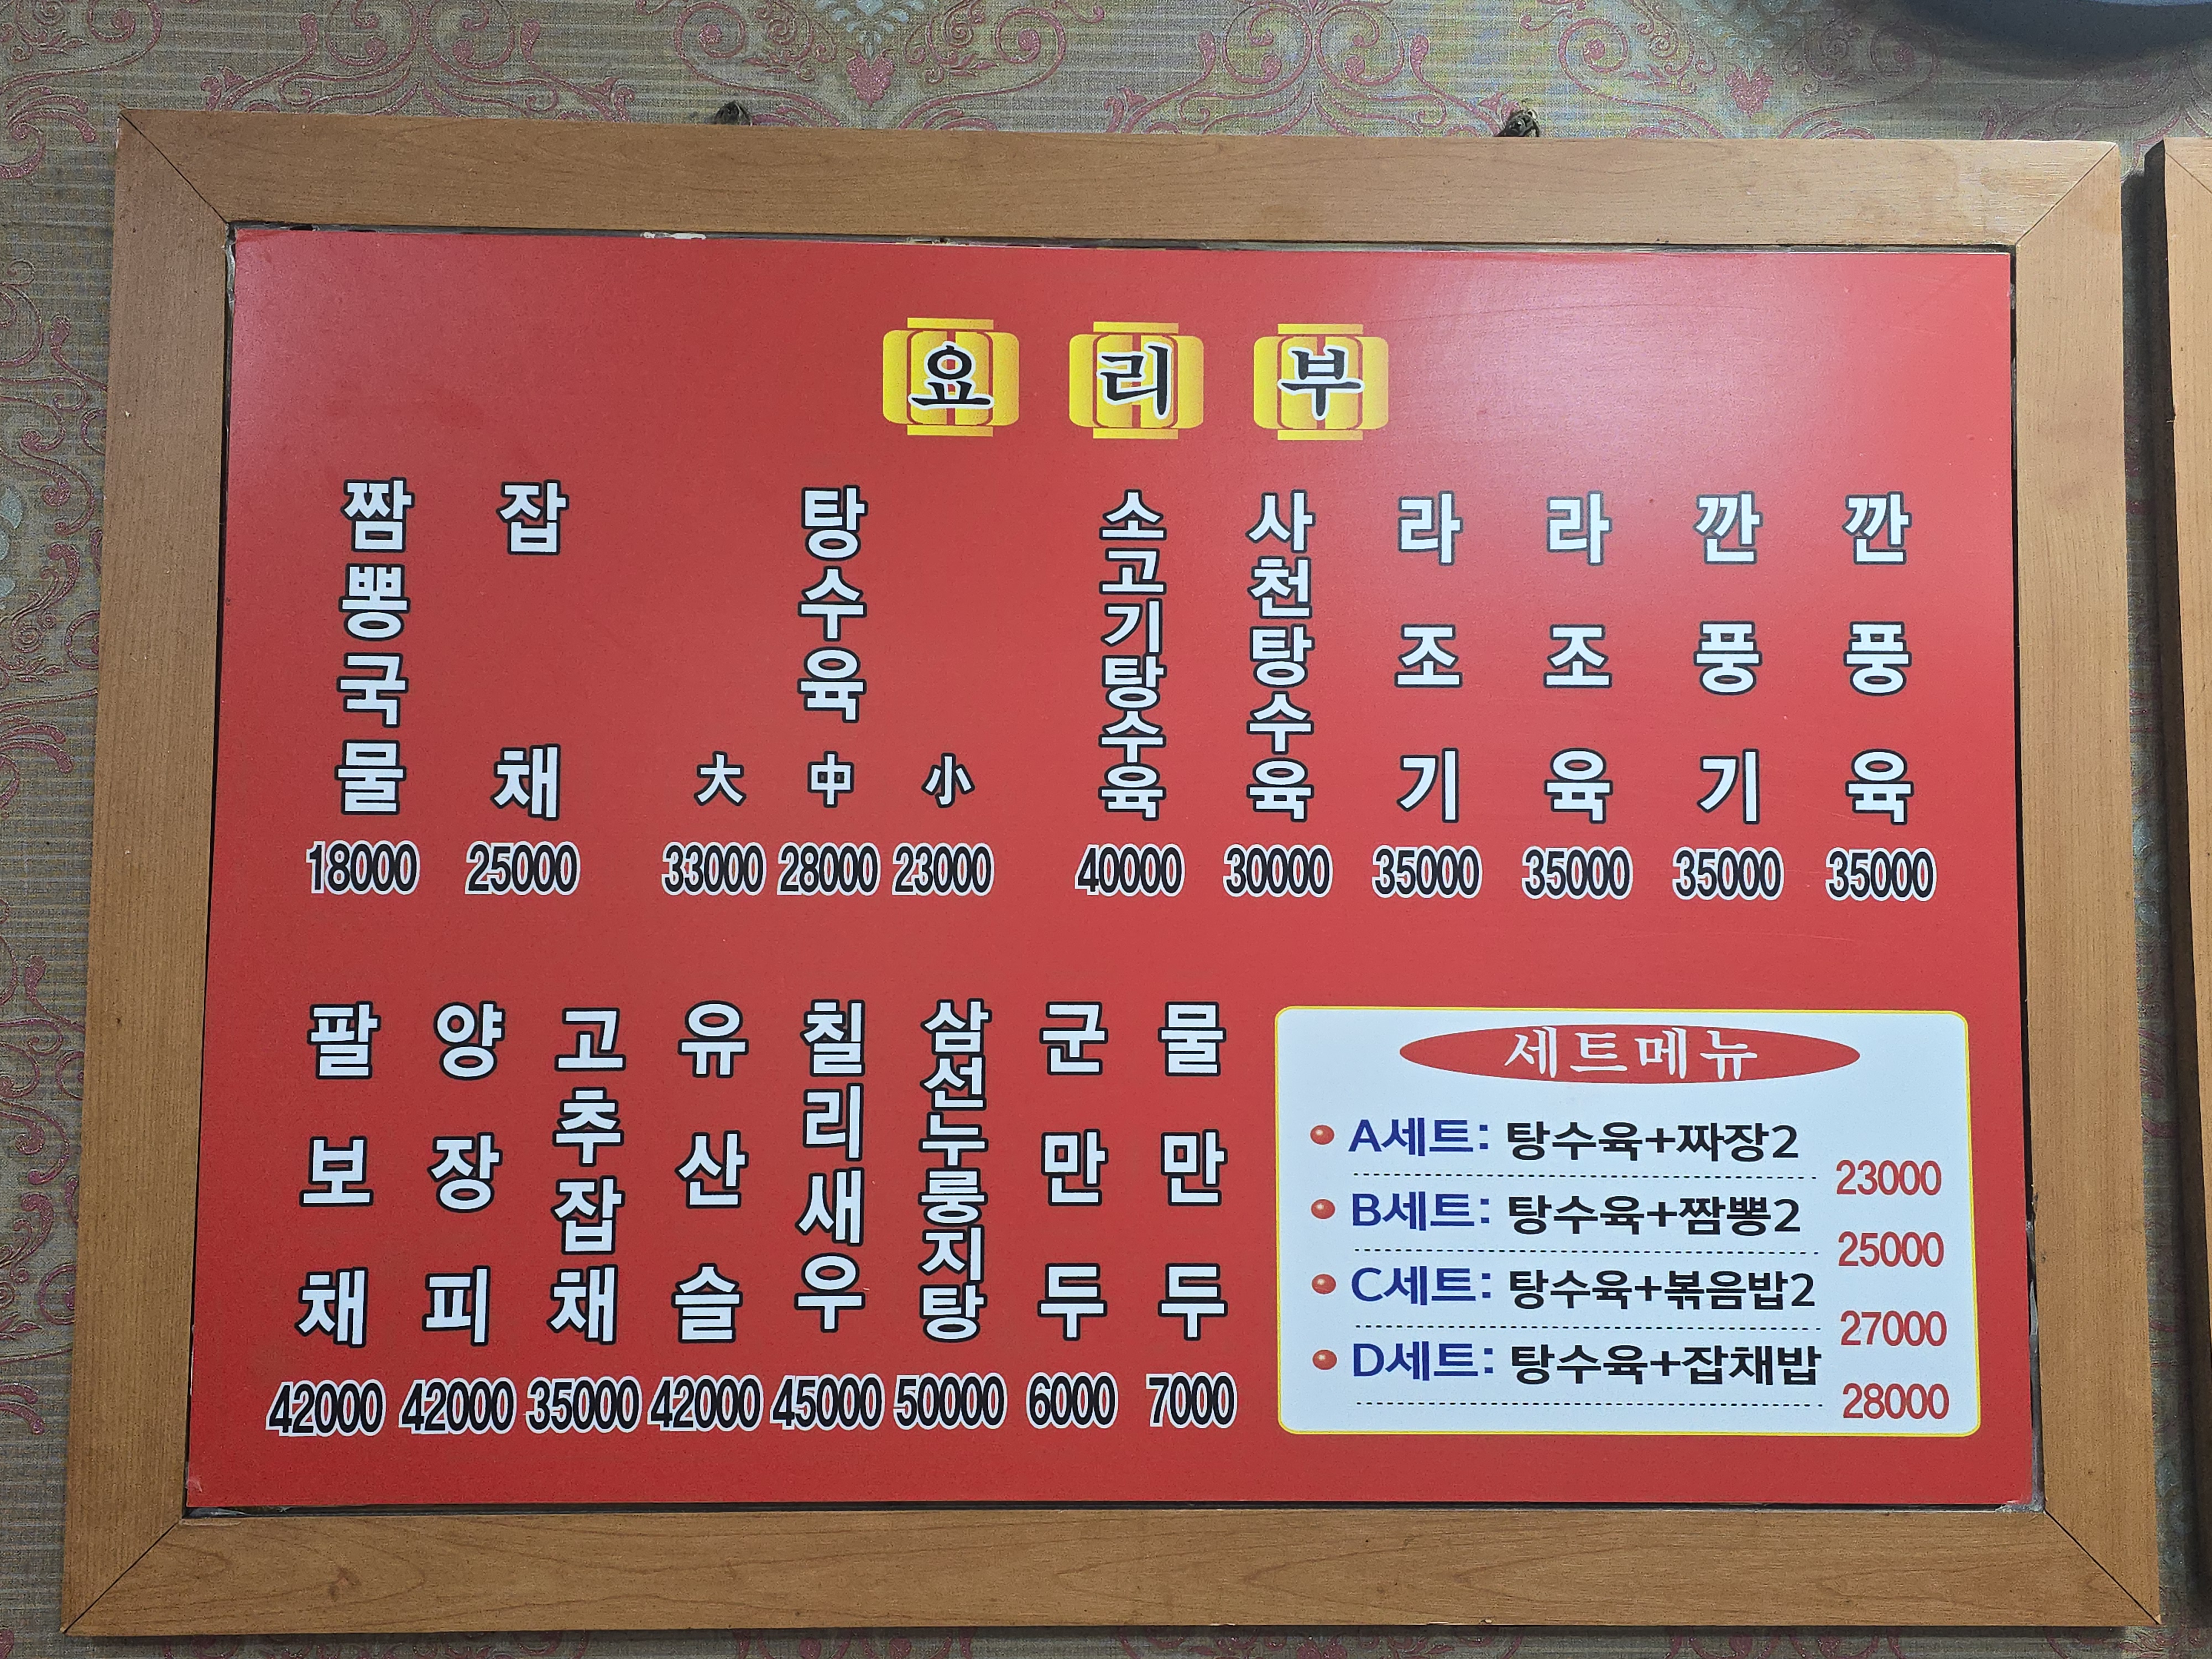 요리부
짬뽕국물 18000
잡채 25000
탕수육
大 33000
中 28000
小 23000
소고기탕수육 40000
사천탕수육 30000
라조기 35000
라조육 35000
깐풍기 35000
깐풍육 35000
팔보채 42000
양장피 42000
고추잡채 35000
유산슬 42000
칠리새우 45000
삼선누룽지탕 50000
군만두 6000
물만두 7000
세트메뉴
A세트: 탕수육+짜장2 23000
B세트: 탕수육+짬뽕2 25000
C세트: 탕수육+볶음밥2 27000
D세트: 탕수육+잡채밥 28000